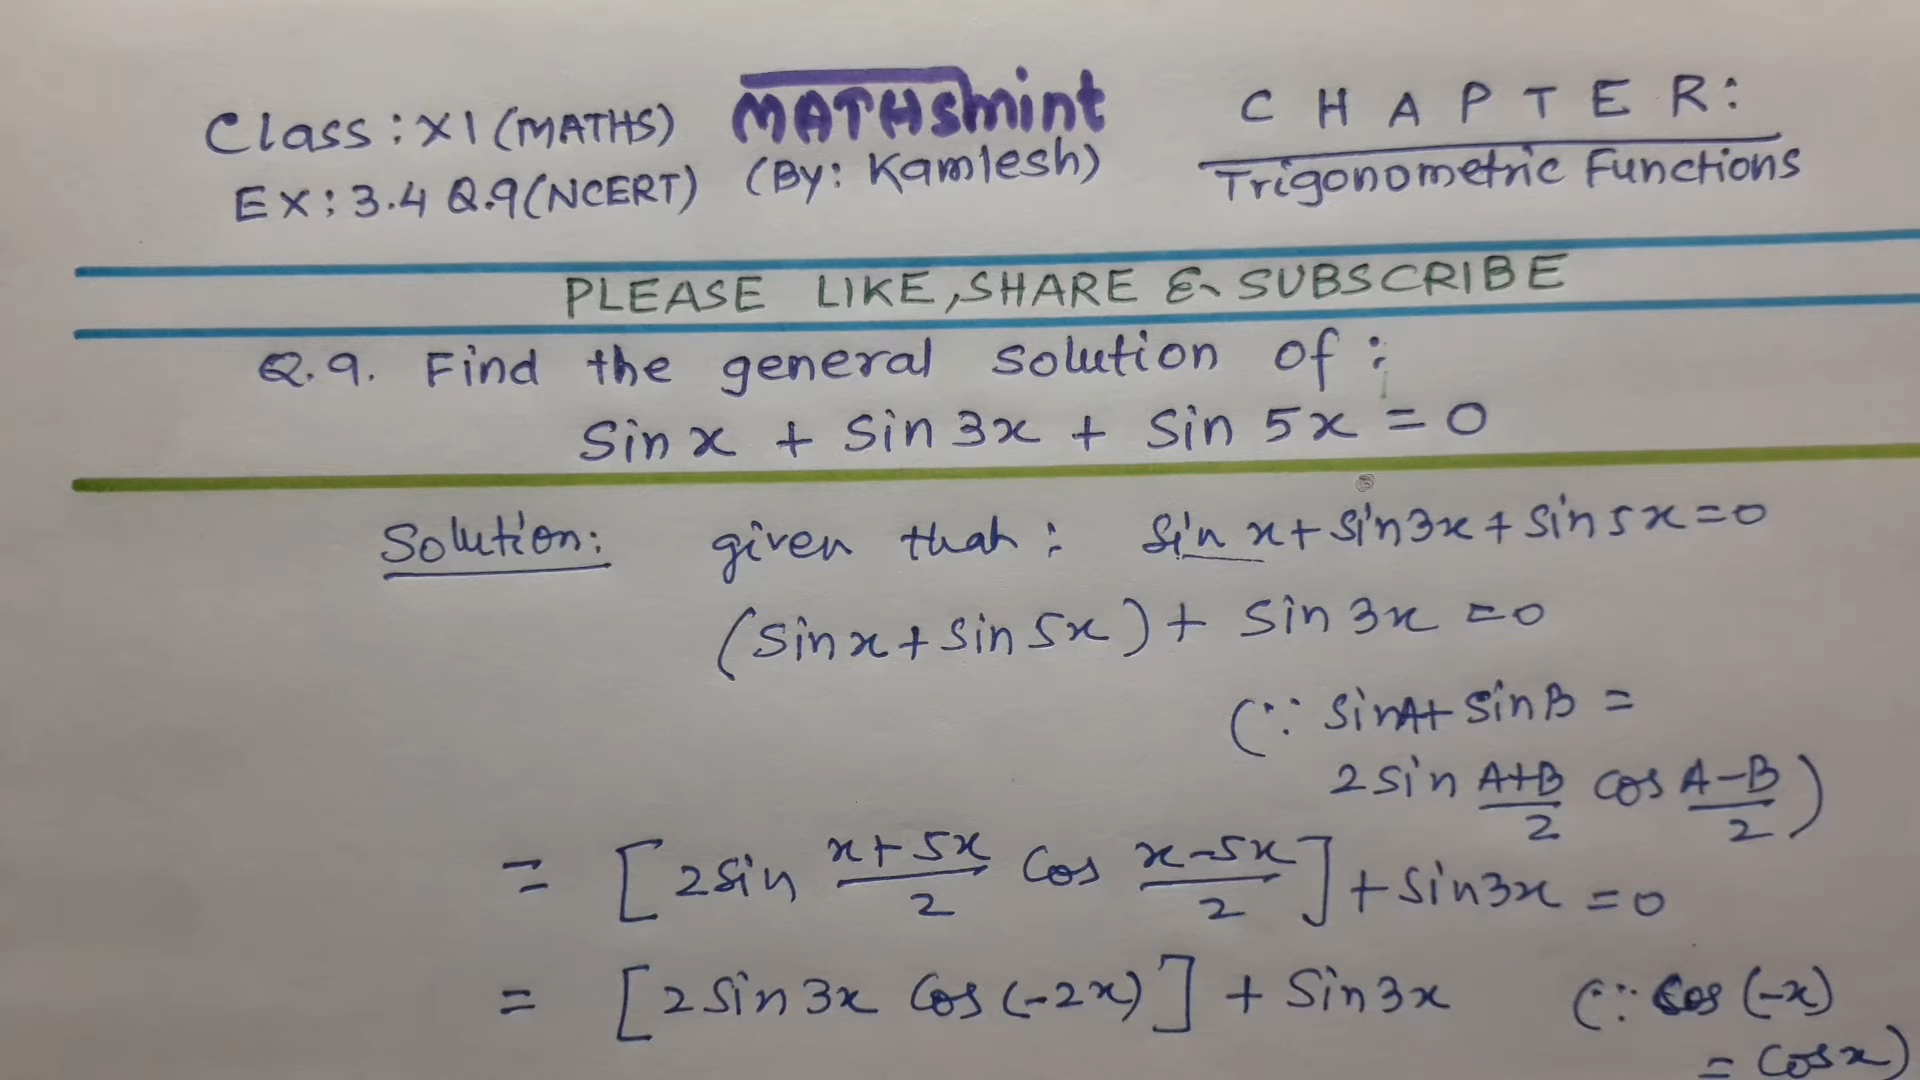 Class: XI (MATHS) MATHSmint CHAPTER:
EX: 3.4 Q.9 (NCERT) (By: Kamlesh) Trigonometric Functions
PLEASE LIKE, SHARE & SUBSCRIBE
Q.9. Find the general solution of :
Sin x + Sin 3x + Sin 5x = 0
Solution: given that : Sin x + Sin 3x + Sin 5x = 0
(Sin x + Sin 5x) + Sin 3x = 0
(∵ SinA + SinB =
2 Sin A+B/2 Cos A-B/2)
= [2 Sin x+5x/2 Cos x-5x/2] + Sin 3x = 0
= [2 Sin 3x Cos (-2x)] + Sin 3x (∵ Cos (-x)
= Cos x)